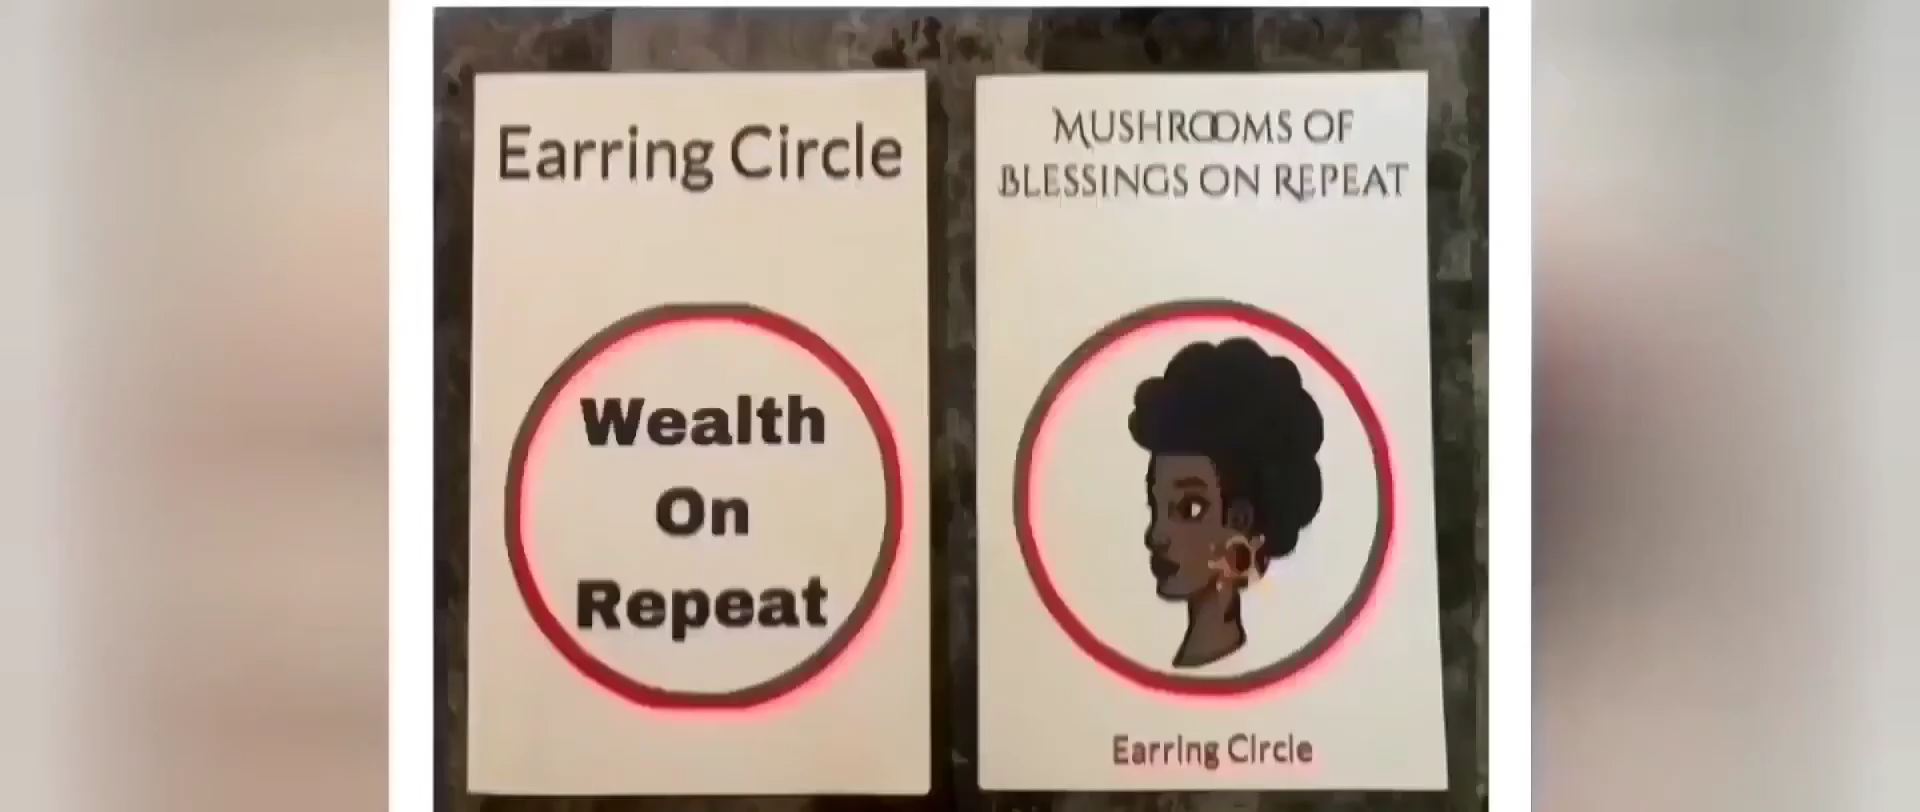 Earring Circle
Wealth
On
Repeat
MUSHROOMS OF
BLESSINGS ON REPEAT
Earring Circle